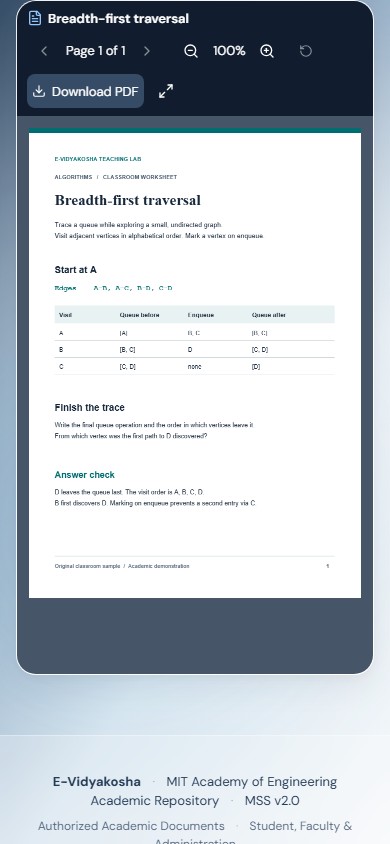 Breadth-first traversal
Page 1 of 1 100%
Download PDF
E-VIDYAKOSHA TEACHING LAB
ALGORITHMS / CLASSROOM WORKSHEET
Breadth-first traversal
Trace a queue while exploring a small, undirected graph.
Visit adjacent vertices in alphabetical order. Mark a vertex on enqueue.
Start at A
Edges A-B, A-C, B-D, C-D
Visit Queue before Enqueue Queue after
A [A] B, C [B, C]
B [B, C] D [C, D]
C [C, D] none [D]
Finish the trace
Write the final queue operation and the order in which vertices leave it.
From which vertex was the first path to D discovered?
Answer check
D leaves the queue last. The visit order is A, B, C, D.
B first discovers D. Marking on enqueue prevents a second entry via C.
Original classroom sample / Academic demonstration 1
E-Vidyakosha · MIT Academy of Engineering
Academic Repository · MSS v2.0
Authorized Academic Documents · Student, Faculty &
Administration